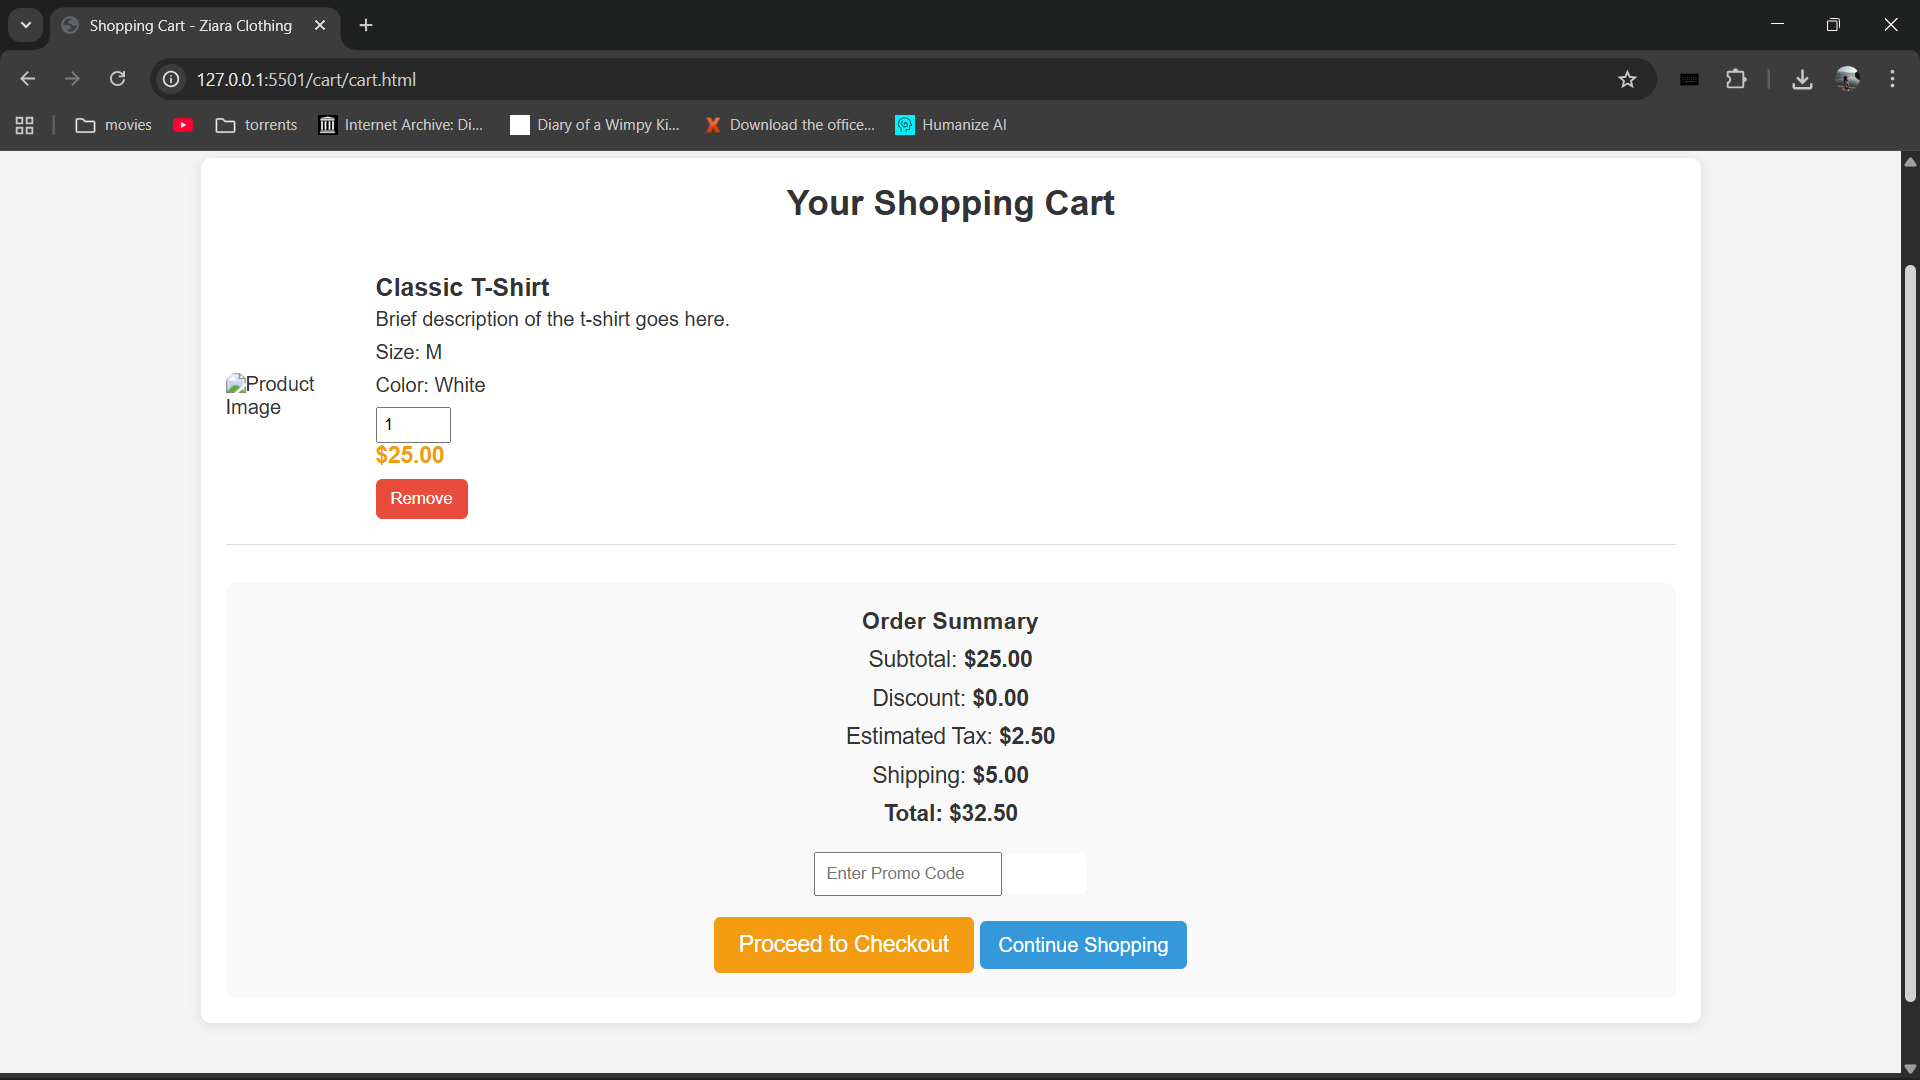 Shopping Cart - Ziara Clothing
127.0.0.1:5501/cart/cart.html
movies
torrents
Internet Archive: Di...
Diary of a Wimpy Ki...
Download the office...
Humanize AI
Your Shopping Cart
Classic T-Shirt
Brief description of the t-shirt goes here.
Size: M
Product
Image
Color: White
1
$25.00
Remove
Order Summary
Subtotal: $25.00
Discount: $0.00
Estimated Tax: $2.50
Shipping: $5.00
Total: $32.50
Enter Promo Code
Proceed to Checkout
Continue Shopping